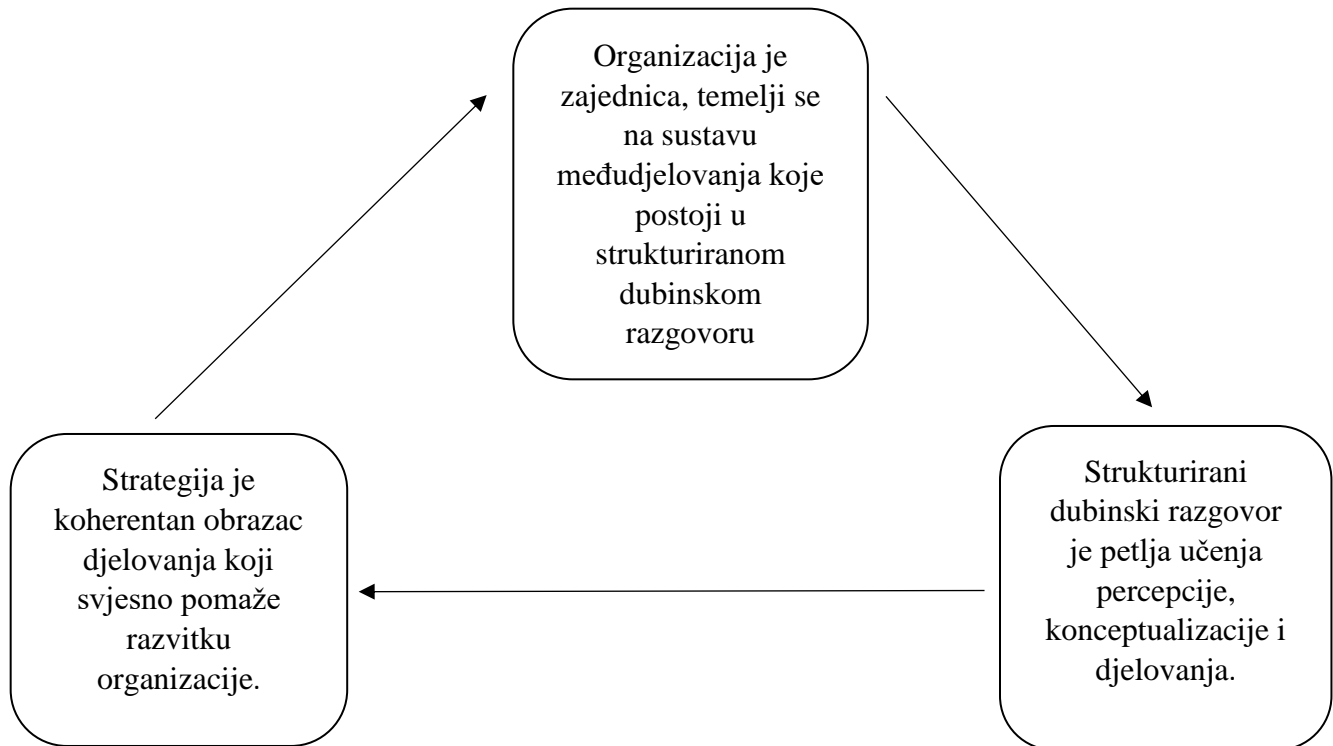 Organizacija je
zajednica, temelji se
na sustavu
međudjelovanja koje
postoji u
strukturiranom
dubinskom
razgovoru
Strategija je
koherentan obrazac
djelovanja koji
svjesno pomaže
razvitku
organizacije.
Strukturirani
dubinski razgovor
je petlja učenja
percepcije,
konceptualizacije i
djelovanja.